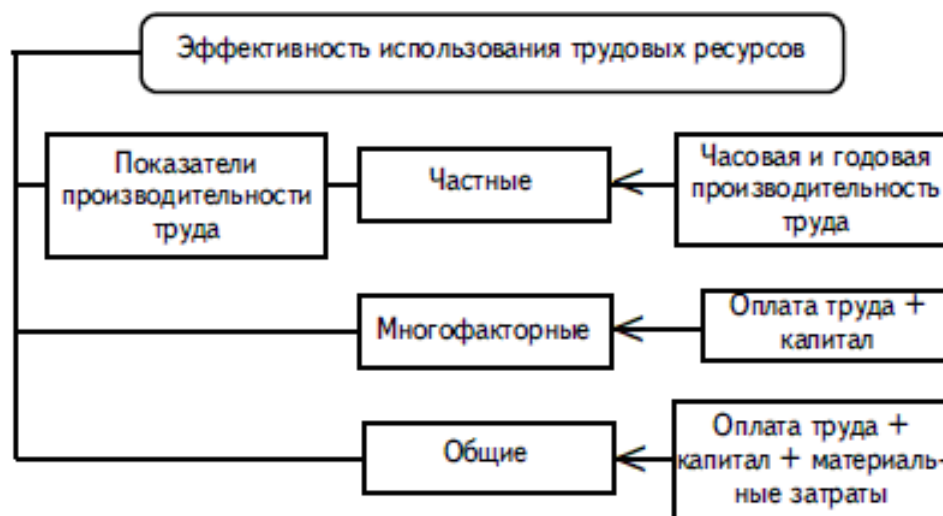 Эффективность использования трудовых ресурсов
Показатели
производительности
труда
Частные
Часовая и годовая
производительность
труда
Многофакторные
Оплата труда +
капитал
Общие
Оплата труда +
капитал + материаль-
ные затраты